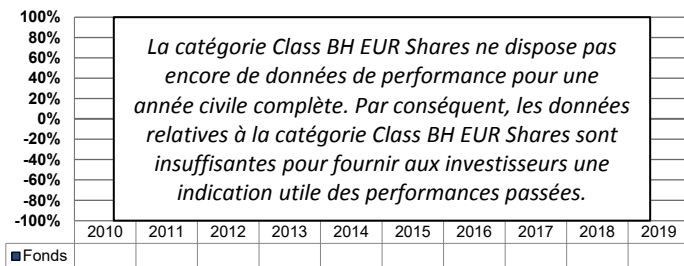 100%
80%
60%
40%
20%
0%
-20%
-40%
-60%
-80%
-100%
La catégorie Class BH EUR Shares ne dispose pas
encore de données de performance pour une
année civile complète. Par conséquent, les données
relatives à la catégorie Class BH EUR Shares sont
insuffisantes pour fournir aux investisseurs une
indication utile des performances passées.
2010 2011 2012 2013 2014 2015 2016 2017 2018 2019
Fonds